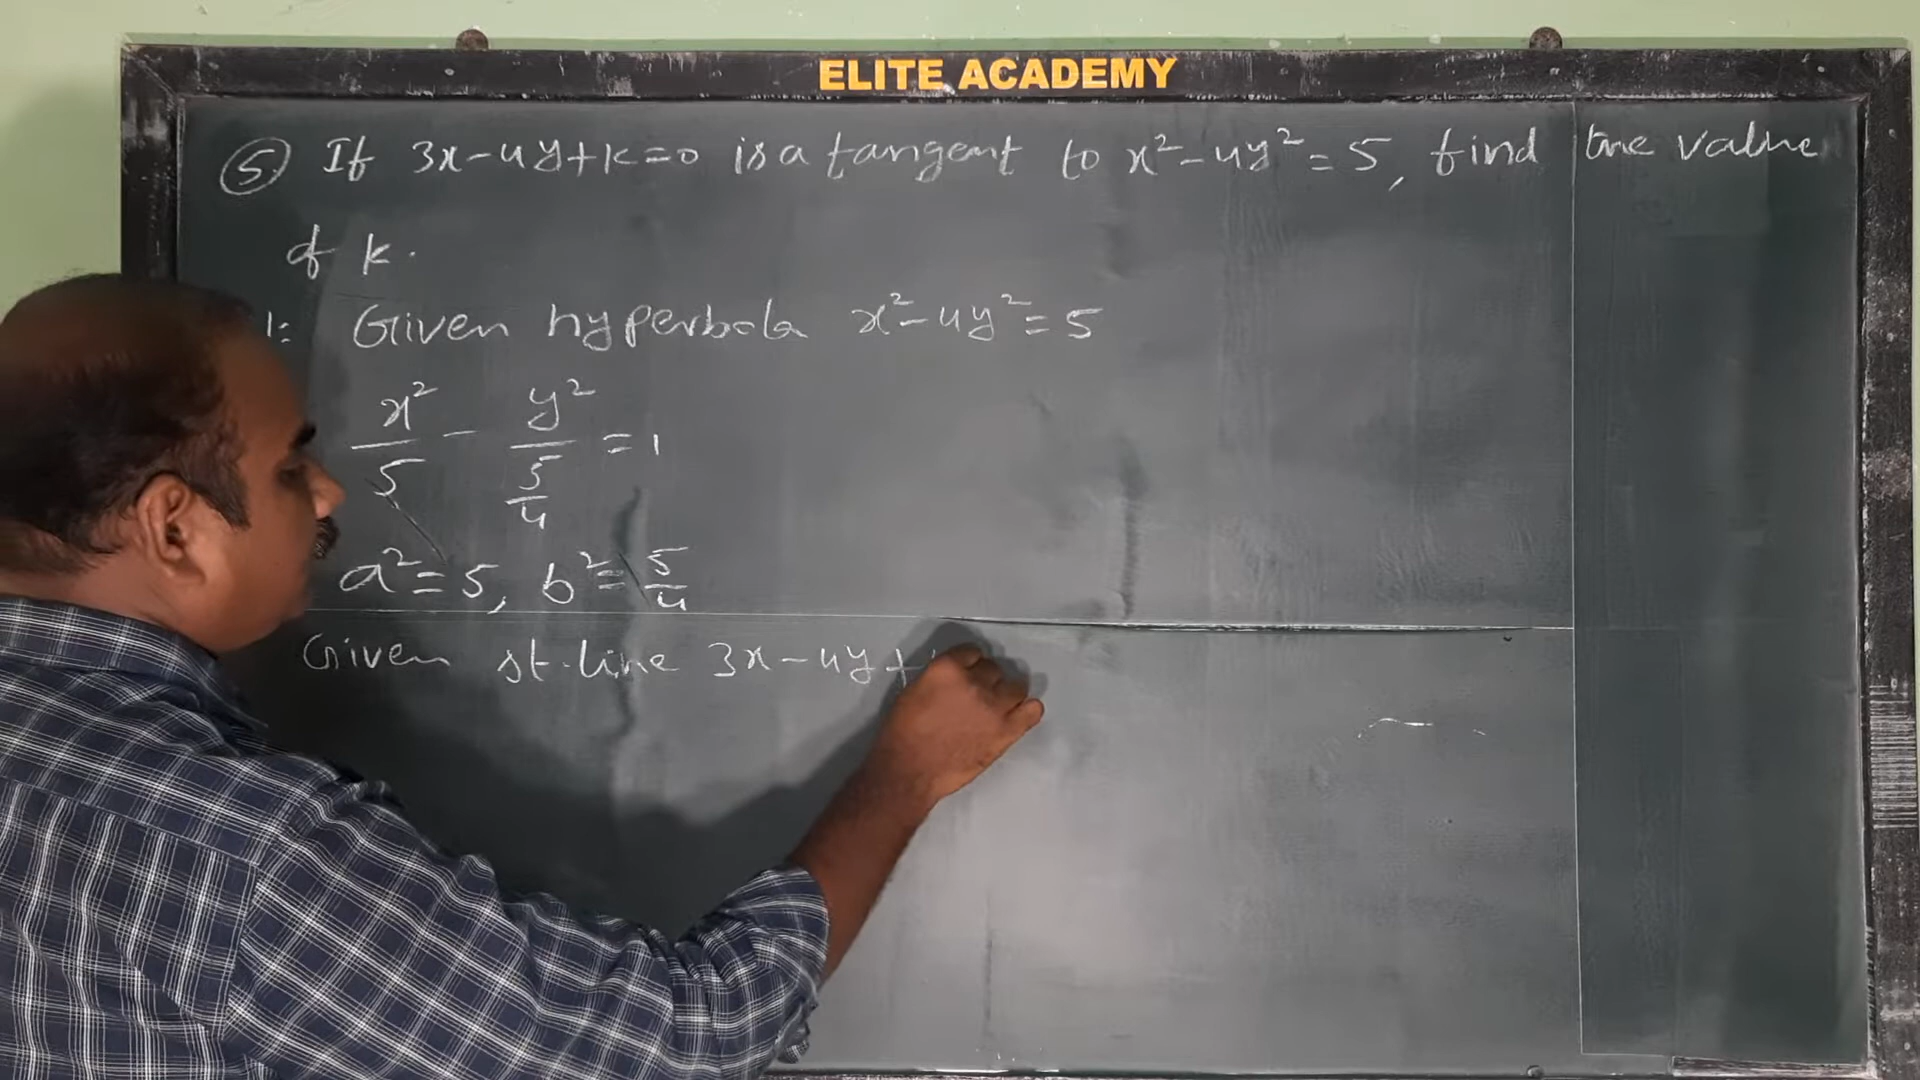 ELITE ACADEMY
⑤ If 3x-4y+k=0 is a tangent to x²-4y²=5, find the value
of k.
Given hyperbola x²-4y²=5
x²/5 - y²/(5/4) = 1
a²=5, b²=5/4
Given st.line 3x-4y+